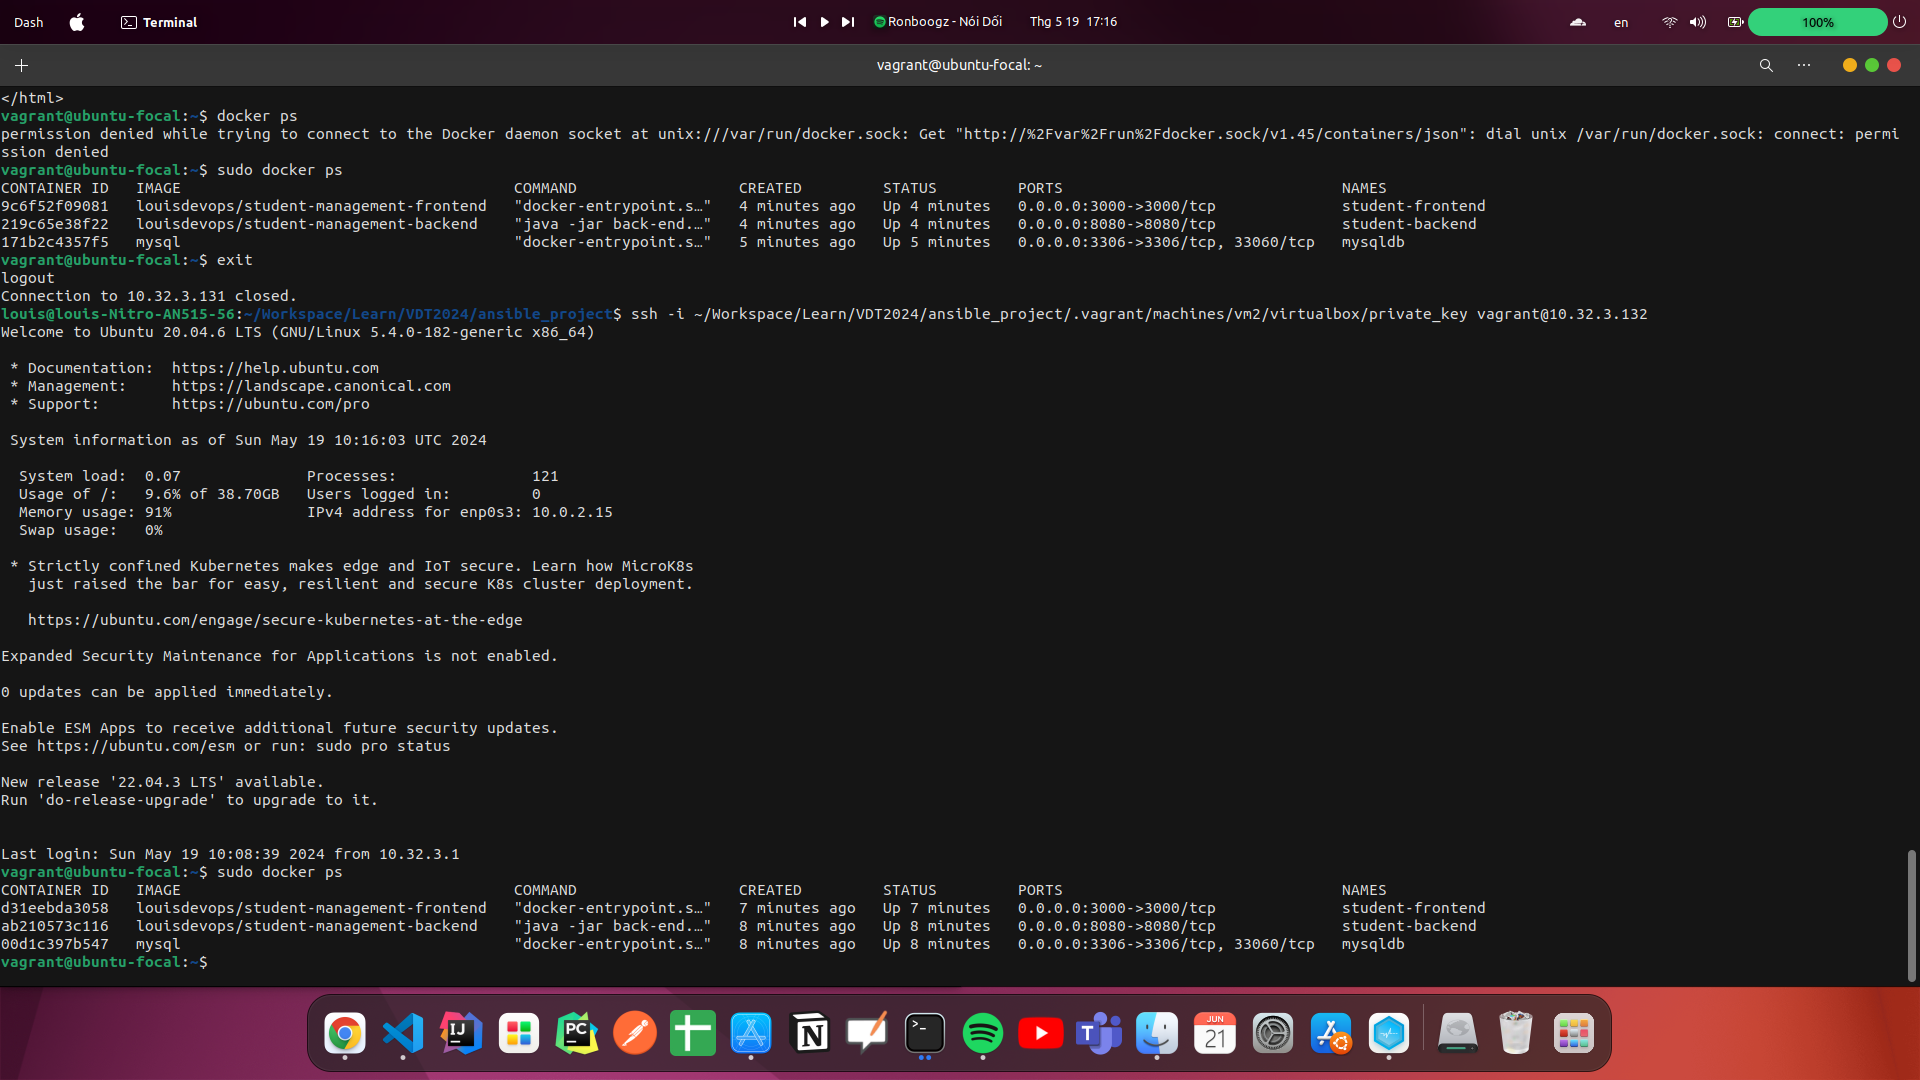 Dash Terminal Ronboogz - Nói Dối Thg 5 19 17:16 en 100%
vagrant@ubuntu-focal: ~
</html>
vagrant@ubuntu-focal:~$ docker ps
permission denied while trying to connect to the Docker daemon socket at unix:///var/run/docker.sock: Get "http://%2Fvar%2Frun%2Fdocker.sock/v1.45/containers/json": dial unix /var/run/docker.sock: connect: permi
ssion denied
vagrant@ubuntu-focal:~$ sudo docker ps
CONTAINER ID   IMAGE                                     COMMAND                  CREATED         STATUS         PORTS                               NAMES
9c6f52f09081   louisdevops/student-management-frontend   "docker-entrypoint.s…"   4 minutes ago   Up 4 minutes   0.0.0.0:3000->3000/tcp              student-frontend
219c65e38f22   louisdevops/student-management-backend    "java -jar back-end.…"   4 minutes ago   Up 4 minutes   0.0.0.0:8080->8080/tcp              student-backend
171b2c4357f5   mysql                                     "docker-entrypoint.s…"   5 minutes ago   Up 5 minutes   0.0.0.0:3306->3306/tcp, 33060/tcp   mysqldb
vagrant@ubuntu-focal:~$ exit
logout
Connection to 10.32.3.131 closed.
louis@louis-Nitro-AN515-56:~/Workspace/Learn/VDT2024/ansible_project$ ssh -i ~/Workspace/Learn/VDT2024/ansible_project/.vagrant/machines/vm2/virtualbox/private_key vagrant@10.32.3.132
Welcome to Ubuntu 20.04.6 LTS (GNU/Linux 5.4.0-182-generic x86_64)
* Documentation:  https://help.ubuntu.com
* Management:     https://landscape.canonical.com
* Support:        https://ubuntu.com/pro
System information as of Sun May 19 10:16:03 UTC 2024
System load:  0.07              Processes:               121
Usage of /:   9.6% of 38.70GB   Users logged in:         0
Memory usage: 91%               IPv4 address for enp0s3: 10.0.2.15
Swap usage:   0%
* Strictly confined Kubernetes makes edge and IoT secure. Learn how MicroK8s
just raised the bar for easy, resilient and secure K8s cluster deployment.
https://ubuntu.com/engage/secure-kubernetes-at-the-edge
Expanded Security Maintenance for Applications is not enabled.
0 updates can be applied immediately.
Enable ESM Apps to receive additional future security updates.
See https://ubuntu.com/esm or run: sudo pro status
New release '22.04.3 LTS' available.
Run 'do-release-upgrade' to upgrade to it.
Last login: Sun May 19 10:08:39 2024 from 10.32.3.1
vagrant@ubuntu-focal:~$ sudo docker ps
CONTAINER ID   IMAGE                                     COMMAND                  CREATED         STATUS         PORTS                               NAMES
d31eebda3058   louisdevops/student-management-frontend   "docker-entrypoint.s…"   7 minutes ago   Up 7 minutes   0.0.0.0:3000->3000/tcp              student-frontend
ab210573c116   louisdevops/student-management-backend    "java -jar back-end.…"   8 minutes ago   Up 8 minutes   0.0.0.0:8080->8080/tcp              student-backend
00d1c397b547   mysql                                     "docker-entrypoint.s…"   8 minutes ago   Up 8 minutes   0.0.0.0:3306->3306/tcp, 33060/tcp   mysqldb
vagrant@ubuntu-focal:~$
IJ PC N >_ T JUN 21